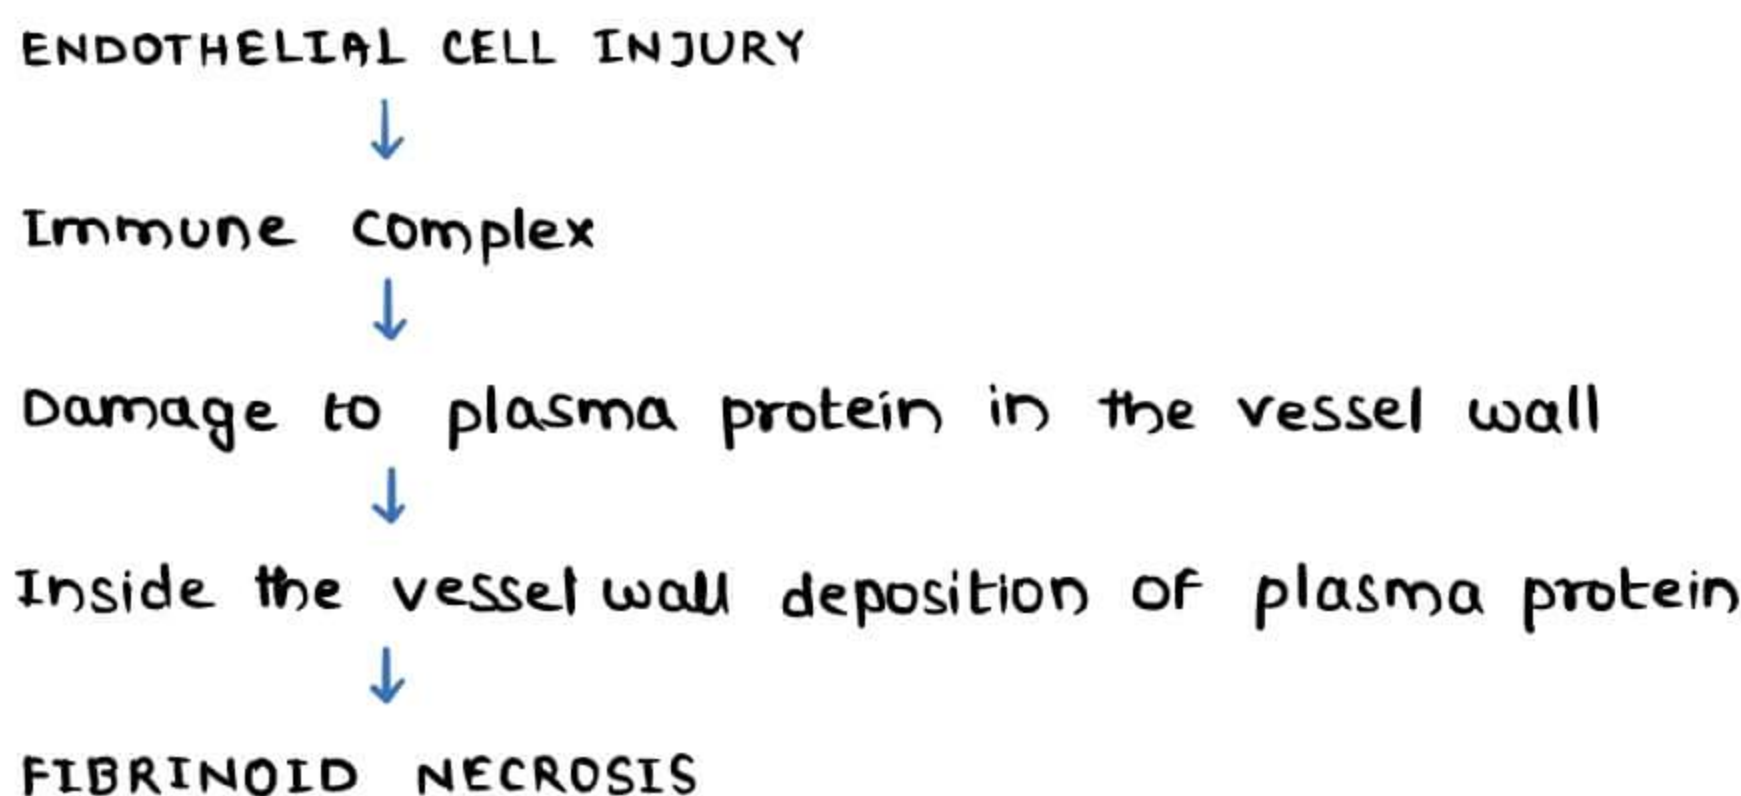 ENDOTHELIAL CELL INJURY
Immune complex
Damage to plasma protein in the vessel wall
Inside the vessel wall deposition of plasma protein
FIBRINOID NECROSIS